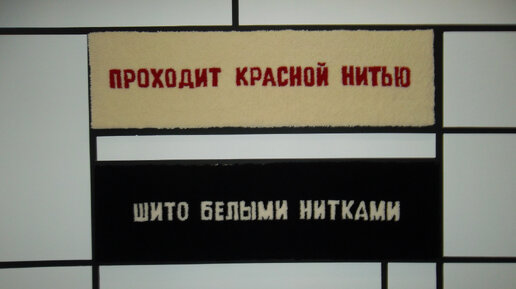 ПРОХОДИТ КРАСНОЙ НИТЬЮ
ШИТО БЕЛЫМИ НИТКАМИ